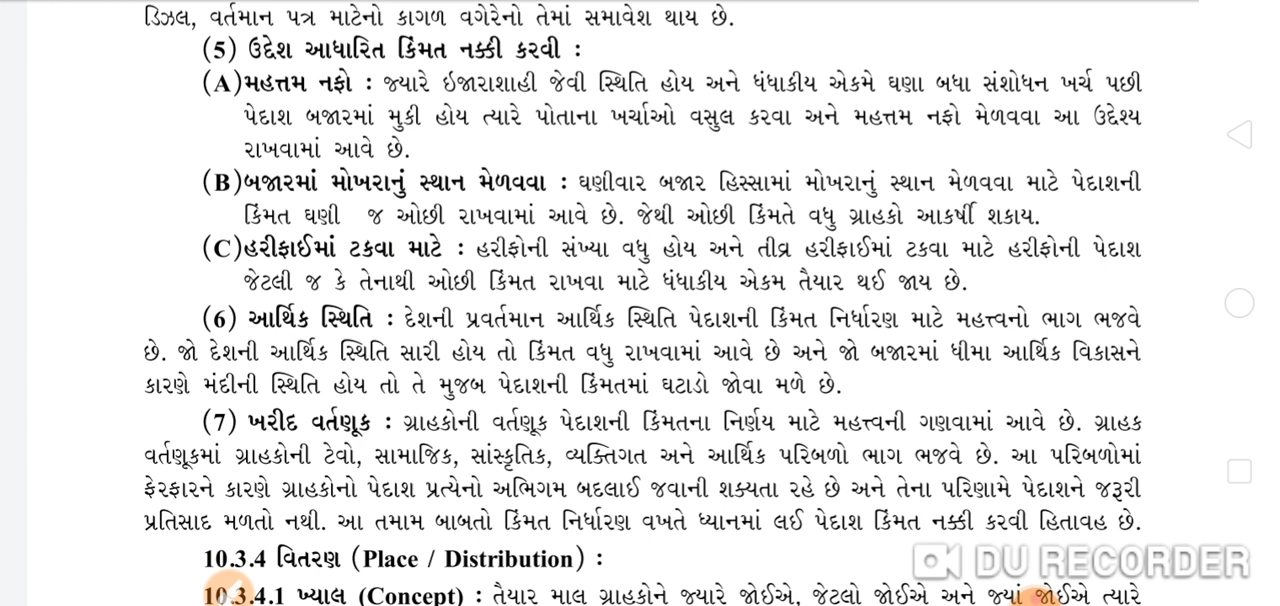 ડિઝલ, વર્તમાન પત્ર માટેનો કાગળ વગેરેનો તેમાં સમાવેશ થાય છે.
(5) ઉદ્દેશ આધારિત કિંમત નક્કી કરવી :
(A)મહત્તમ નફો : જ્યારે ઇજારાશાહી જેવી સ્થિતિ હોય અને ધંધાકીય એકમે ઘણા બધા સંશોધન ખર્ચ પછી
પેદાશ બજારમાં મુકી હોય ત્યારે પોતાના ખર્ચાઓ વસુલ કરવા અને મહત્તમ નફો મેળવવા આ ઉદ્દેશ્ય
રાખવામાં આવે છે.
(B)બજારમાં મોખરાનું સ્થાન મેળવવા : ઘણીવાર બજાર હિસ્સામાં મોખરાનું સ્થાન મેળવવા માટે પેદાશની
કિંમત ઘણી જ ઓછી રાખવામાં આવે છે. જેથી ઓછી કિંમતે વધુ ગ્રાહકો આકર્ષી શકાય.
(C)હરીફાઈમાં ટકવા માટે : હરીફોની સંખ્યા વધુ હોય અને તીવ્ર હરીફાઈમાં ટકવા માટે હરીફોની પેદાશ
જેટલી જ કે તેનાથી ઓછી કિંમત રાખવા માટે ધંધાકીય એકમ તૈયાર થઈ જાય છે.
(6) આર્થિક સ્થિતિ : દેશની પ્રવર્તમાન આર્થિક સ્થિતિ પેદાશની કિંમત નિર્ધારણ માટે મહત્ત્વનો ભાગ ભજવે
છે. જો દેશની આર્થિક સ્થિતિ સારી હોય તો કિંમત વધુ રાખવામાં આવે છે અને જો બજારમાં ધીમા આર્થિક વિકાસને
કારણે મંદીની સ્થિતિ હોય તો તે મુજબ પેદાશની કિંમતમાં ઘટાડો જોવા મળે છે.
(7) ખરીદ વર્તણૂક : ગ્રાહકોની વર્તણૂક પેદાશની કિંમતના નિર્ણય માટે મહત્ત્વની ગણવામાં આવે છે. ગ્રાહક
વર્તણૂકમાં ગ્રાહકોની ટેવો, સામાજિક, સાંસ્કૃતિક, વ્યક્તિગત અને આર્થિક પરિબળો ભાગ ભજવે છે. આ પરિબળોમાં
ફેરફારને કારણે ગ્રાહકોનો પેદાશ પ્રત્યેનો અભિગમ બદલાઈ જવાની શક્યતા રહે છે અને તેના પરિણામે પેદાશને જરૂરી
પ્રતિસાદ મળતો નથી. આ તમામ બાબતો કિંમત નિર્ધારણ વખતે ધ્યાનમાં લઈ પેદાશ કિંમત નક્કી કરવી હિતાવહ છે.
10.3.4 વિતરણ (Place / Distribution) :
DU RECORDER
10.3.4.1 ખ્યાલ (Concept) : તૈયાર માલ ગ્રાહકોને જ્યારે જોઈએ, જેટલો જોઈએ અને જ્યાં જોઈએ ત્યારે